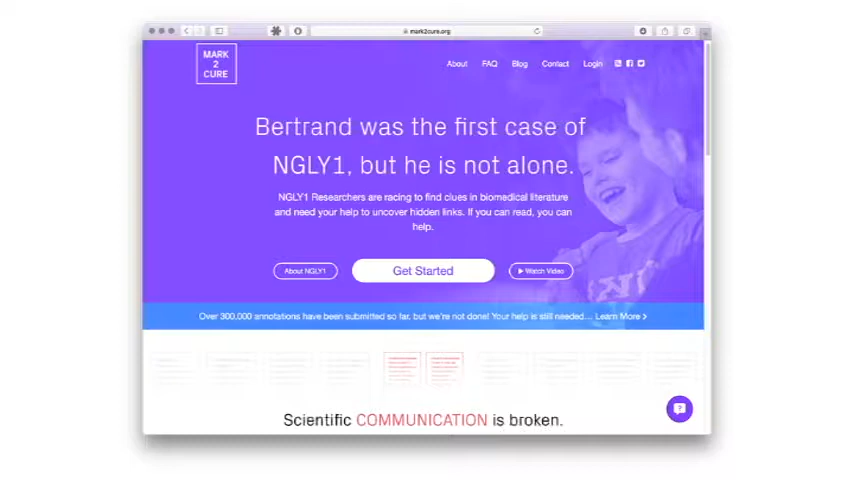 mark2cure.org
MARK
2
CURE
About FAQ Blog Contact Login
Bertrand was the first case of
NGLY1, but he is not alone.
NGLY1 Researchers are racing to find clues in biomedical literature
and need your help to uncover hidden links. If you can read, you can
help.
About NGLY1 Get Started Watch Video
Over 300,000 annotations have been submitted so far, but we're not done! Your help is still needed... Learn More
Scientific COMMUNICATION is broken.